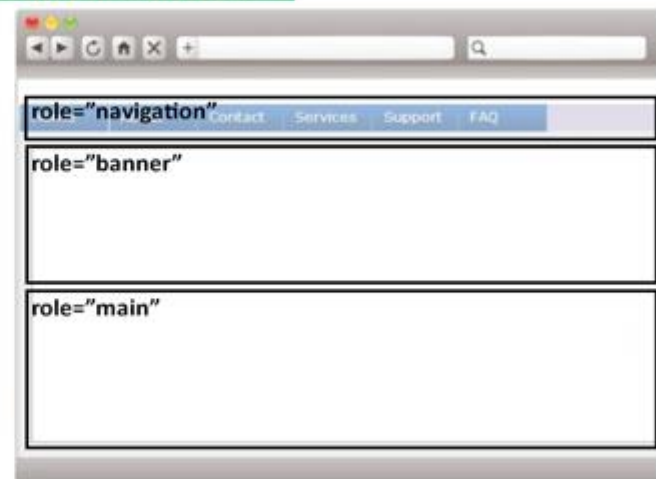 role="navigation" Contact Services Support FAQ
role="banner"
role="main"